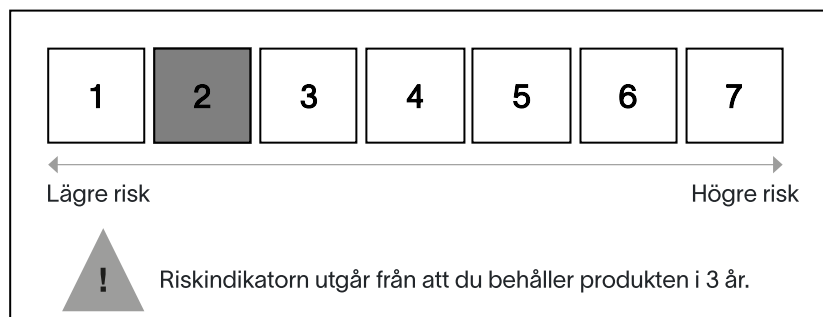 1 2 3 4 5 6 7
Lägre risk Högre risk
! Riskindikatorn utgår från att du behåller produkten i 3 år.